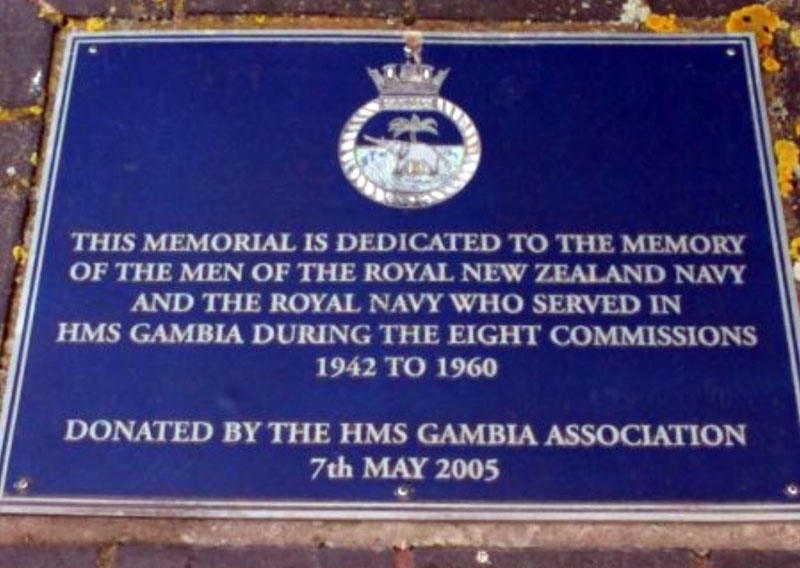 THIS MEMORIAL IS DEDICATED TO THE MEMORY
OF THE MEN OF THE ROYAL NEW ZEALAND NAVY
AND THE ROYAL NAVY WHO SERVED IN
HMS GAMBIA DURING THE EIGHT COMMISSIONS
1942 TO 1960
DONATED BY THE HMS GAMBIA ASSOCIATION
7th MAY 2005